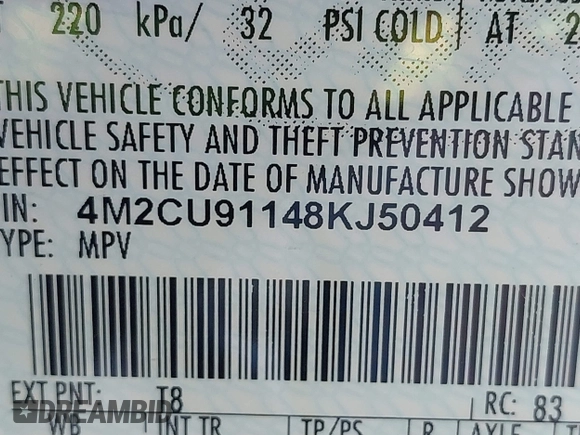 220 kPa/ 32 PSI COLD AT 2
THIS VEHICLE CONFORMS TO ALL APPLICABLE
VEHICLE SAFETY AND THEFT PREVENTION STAN
EFFECT ON THE DATE OF MANUFACTURE SHOW
IN: 4M2CU91148KJ50412
YPE: MPV
EXT PNT: T8 RC: 83
WB INT TR TP/PS R AXLE
DREAMBID